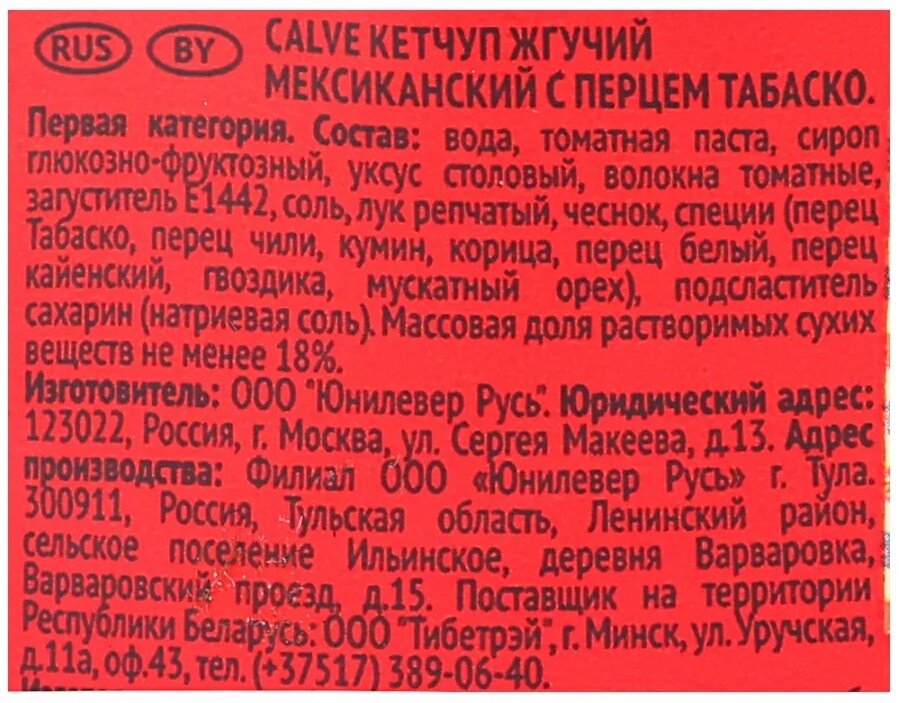 RUS BY CALVE КЕТЧУП ЖГУЧИЙ
МЕКСИКАНСКИЙ С ПЕРЦЕМ ТАБАСКО.
Первая категория. Состав: вода, томатная паста, сироп
глюкозно-фруктозный, уксус столовый, волокна томатные,
загуститель Е1442, соль, лук репчатый, чеснок, специи (перец
Табаско, перец чили, кумин, корица, перец белый, перец
кайенский, гвоздика, мускатный орех), подсластитель
сахарин (натриевая соль). Массовая доля растворимых сухих
веществ не менее 18%.
Изготовитель: ООО "Юнилевер Русь". Юридический адрес:
123022, Россия, г. Москва, ул. Сергея Макеева, д.13. Адрес
производства: Филиал ООО «Юнилевер Русь» г. Тула.
300911, Россия, Тульская область, Ленинский район,
сельское поселение Ильинское, деревня Варваровка,
Варваровский проезд, д.15. Поставщик на территории
Республики Беларусь: ООО "Тибетрэй", г. Минск, ул. Уручская,
д.11а, оф.43, тел. (+37517) 389-06-40.